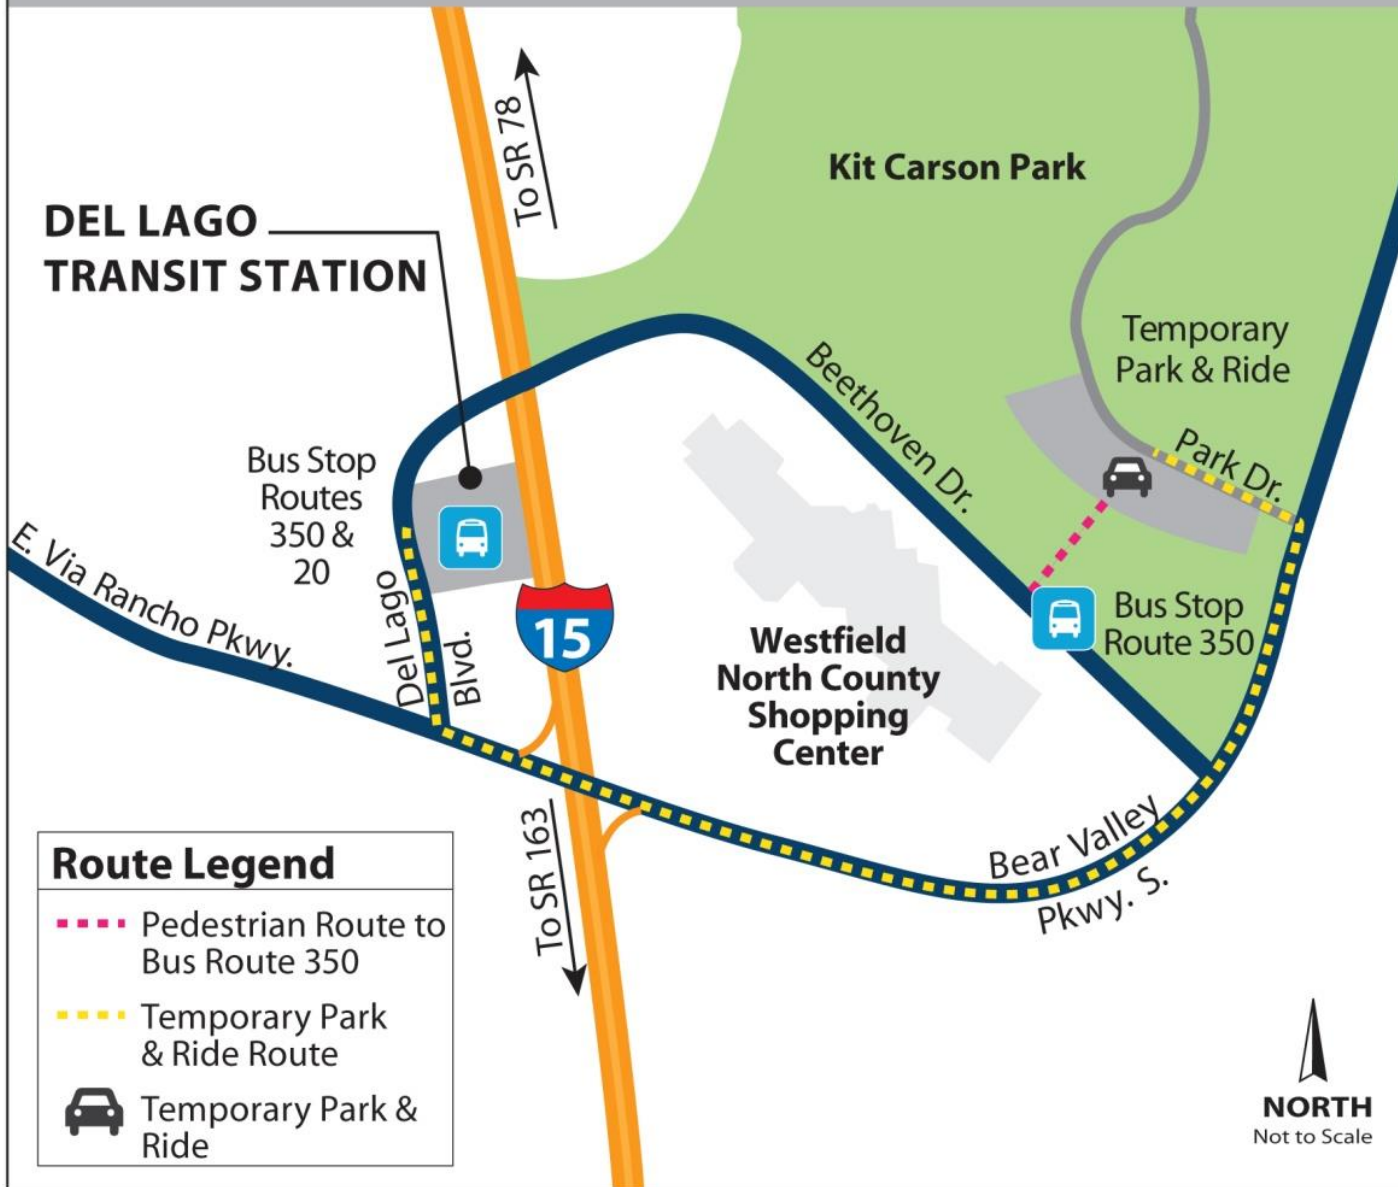 To SR 78
Kit Carson Park
DEL LAGO
TRANSIT STATION
Temporary
Park & Ride
Beethoven Dr.
Park Dr.
Bus Stop
Routes
350 &
20
E. Via Rancho Pkwy.
Del Lago
Blvd.
15
Bus Stop
Route 350
Westfield
North County
Shopping
Center
To SR 163
Bear Valley
Pkwy. S.
Route Legend
Pedestrian Route to
Bus Route 350
Temporary Park
& Ride Route
Temporary Park &
Ride
NORTH
Not to Scale